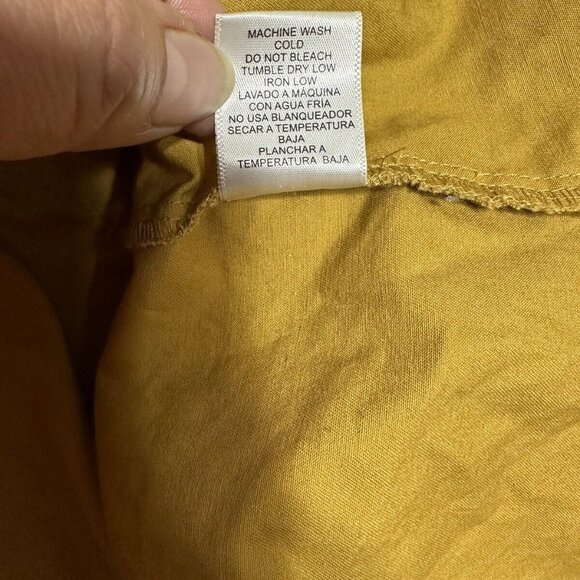 MACHINE WASH
COLD
DO NOT BLEACH
TUMBLE DRY LOW
IRON LOW
LAVADO A MÁQUINA
CON AGUA FRÍA
NO USA BLANQUEADOR
SECAR A TEMPERATURA
BAJA
PLANCHAR A
TEMPERATURA BAJA